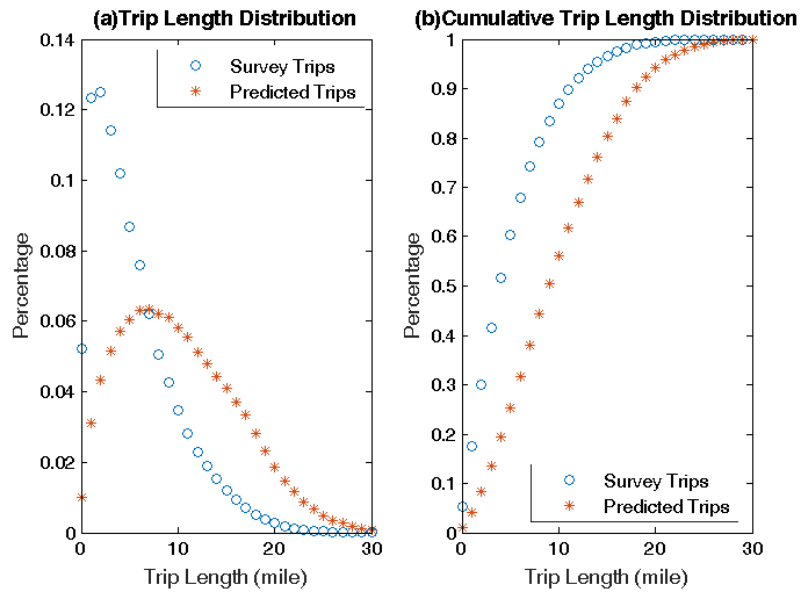 (a)Trip Length Distribution
0.14
0.12
0.1
0.08
0.06
0.04
0.02
0
Percentage
Survey Trips
Predicted Trips
0 10 20 30
Trip Length (mile)
(b)Cumulative Trip Length Distribution
1
0.9
0.8
0.7
0.6
0.5
0.4
0.3
0.2
0.1
0
Percentage
Survey Trips
Predicted Trips
0 10 20 30
Trip Length (mile)